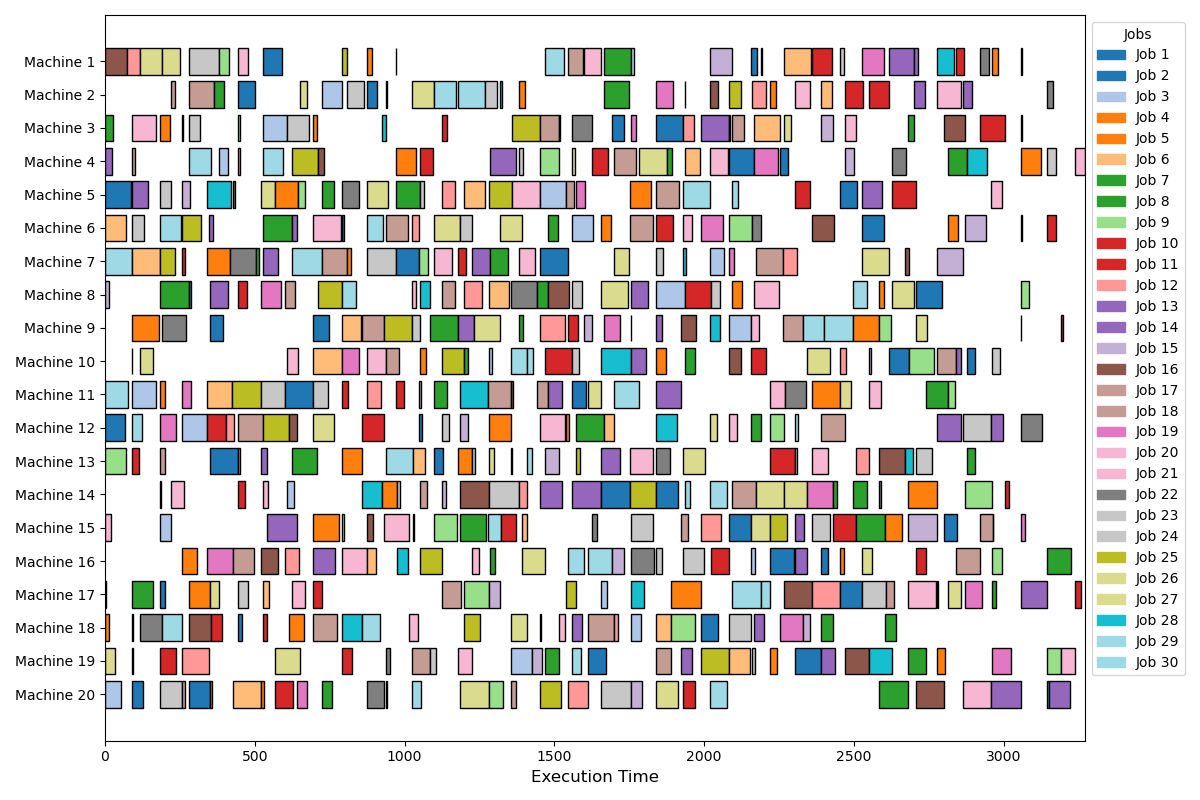 Jobs
Machine 1
Machine 2
Machine 3
Machine 4
Machine 5
Machine 6
Machine 7
Machine 8
Machine 9
Machine 10
Machine 11
Machine 12
Machine 13
Machine 14
Machine 15
Machine 16
Machine 17
Machine 18
Machine 19
Machine 20
Job 1
Job 2
Job 3
Job 4
Job 5
Job 6
Job 7
Job 8
Job 9
Job 10
Job 11
Job 12
Job 13
Job 14
Job 15
Job 16
Job 17
Job 18
Job 19
Job 20
Job 21
Job 22
Job 23
Job 24
Job 25
Job 26
Job 27
Job 28
Job 29
Job 30
0 500 1000 1500 2000 2500 3000
Execution Time